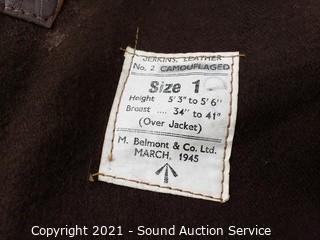 JERKINS, LEATHER
No. 2 CAMOUFLAGED
Size 1
Height 5' 3" to 5' 6"
Breast .... 34" to 41"
(Over Jacket)
M. Belmont & Co. Ltd.
MARCH, 1945
Copyright 2021 - Sound Auction Service